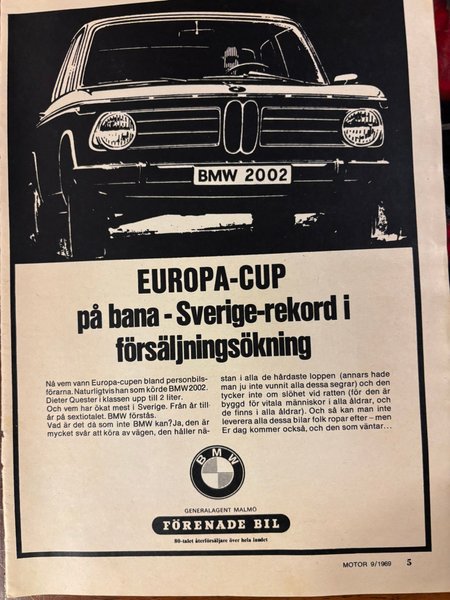 BMW 2002
EUROPA-CUP
på bana - Sverige-rekord i
försäljningsökning
Nå vem vann Europa-cupen bland personbils-
förarna. Naturligtvis han som körde BMW 2002.
Dieter Quester i klassen upp till 2 liter.
Och vem har ökat mest i Sverige. Från år till-
år på sextiotalet. BMW förstås.
Vad är det då som inte BMW kan? Ja, den är
mycket svår att köra av vägen, den håller nä-
stan i alla de hårdaste loppen (annars hade
man ju inte vunnit alla dessa segrar) och den
tycker inte om slöhet vid ratten (för den är
byggd för vitala människor i alla åldrar, och
de finns i alla åldrar). Och så kan man inte
leverera alla dessa bilar folk ropar efter – men
Er dag kommer också, och den som väntar...
BMW
GENERALAGENT MALMÖ
FÖRENADE BIL
80-talet återförsäljare över hela landet
MOTOR 9/1969 5